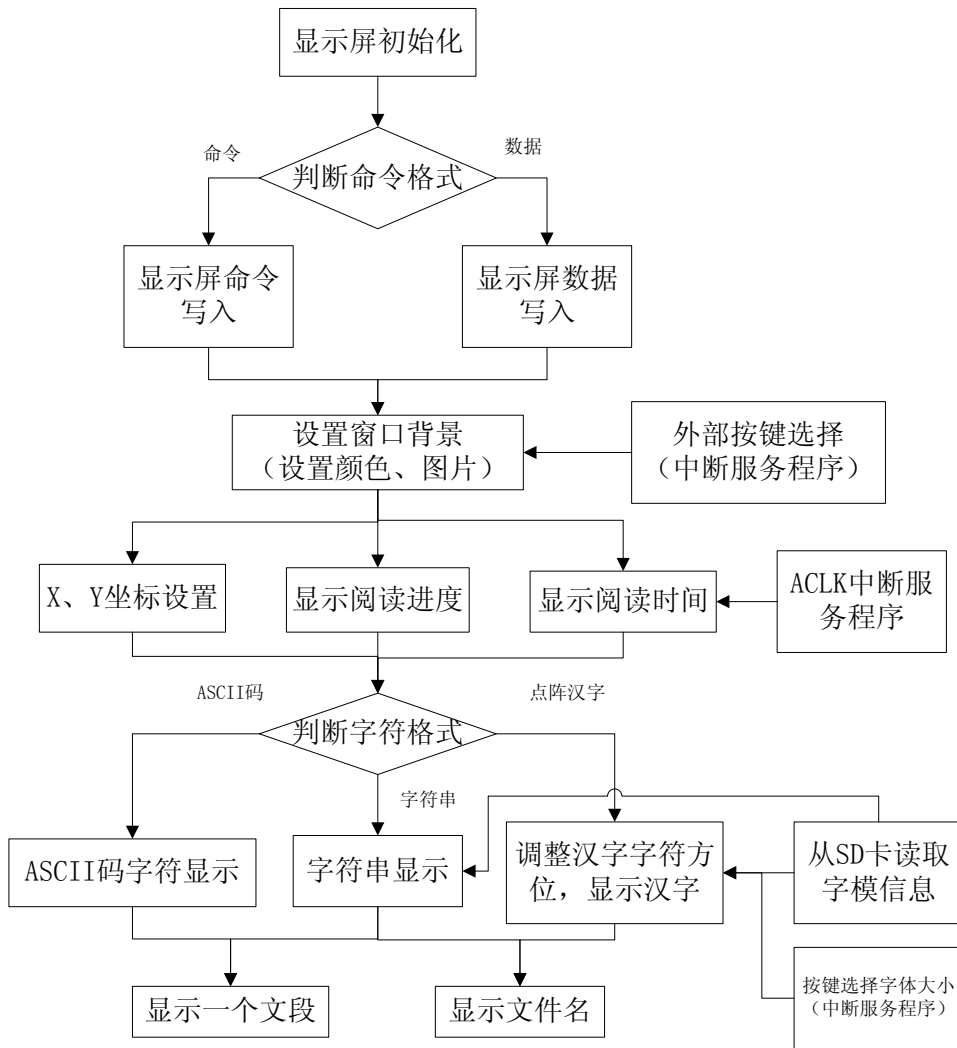 显示屏初始化
命令
数据
判断命令格式
显示屏命令
写入
显示屏数据
写入
设置窗口背景
（设置颜色、图片）
外部按键选择
（中断服务程序）
X、Y坐标设置
显示阅读进度
显示阅读时间
ACLK中断服
务程序
ASCII码
点阵汉字
判断字符格式
字符串
ASCII码字符显示
字符串显示
调整汉字字符方
位，显示汉字
从SD卡读取
字模信息
按键选择字体大小
（中断服务程序）
显示一个文段
显示文件名